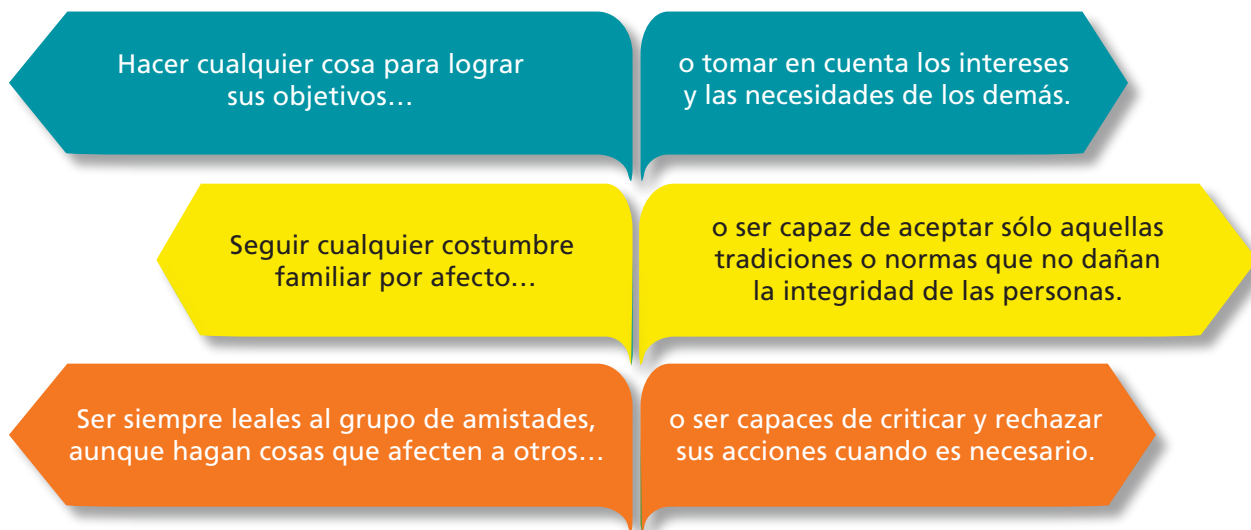 Hacer cualquier cosa para lograr
sus objetivos…
o tomar en cuenta los intereses
y las necesidades de los demás.
Seguir cualquier costumbre
familiar por afecto…
o ser capaz de aceptar sólo aquellas
tradiciones o normas que no dañan
la integridad de las personas.
Ser siempre leales al grupo de amistades,
aunque hagan cosas que afecten a otros…
o ser capaces de criticar y rechazar
sus acciones cuando es necesario.